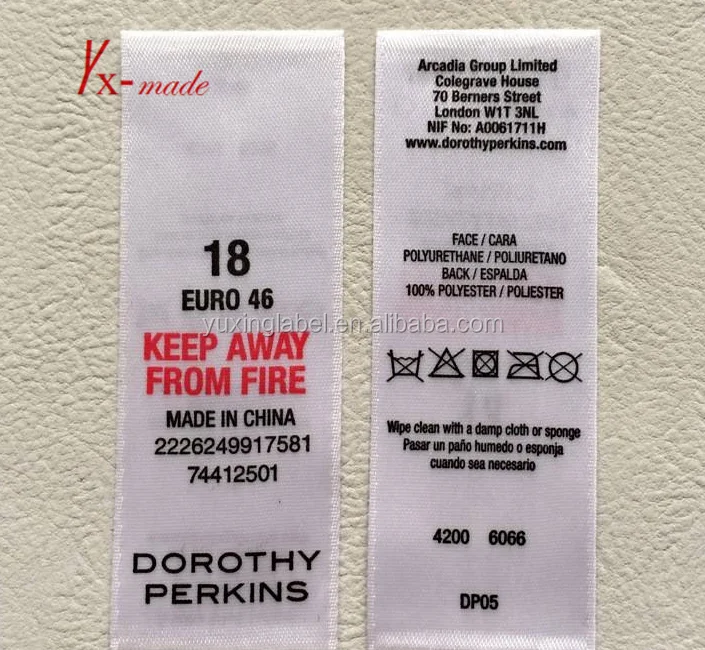 Yx-made
18
EURO 46
KEEP AWAY
FROM FIRE
MADE IN CHINA
2226249917581
74412501
DOROTHY
PERKINS
Arcadia Group Limited
Colegrave House
70 Berners Street
London W1T 3NL
NIF No: A0061711H
www.dorothyperkins.com
FACE / CARA
POLYURETHANE / POLIURETANO
BACK / ESPALDA
100% POLYESTER / POLIESTER
yuxinglabel.en.alibaba.com
Wipe clean with a damp cloth or sponge
Pasar un paño humedo o esponja
cuando sea necesario
4200 6066
DP05